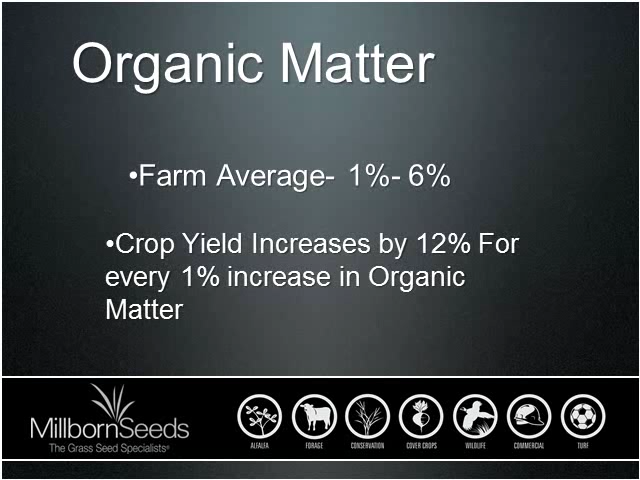 Organic Matter
•Farm Average- 1%- 6%
•Crop Yield Increases by 12% For
every 1% increase in Organic
Matter
MillbornSeeds
The Grass Seed Specialists®
ALFALFA FORAGE CONSERVATION COVER CROPS WILDLIFE COMMERCIAL TURF